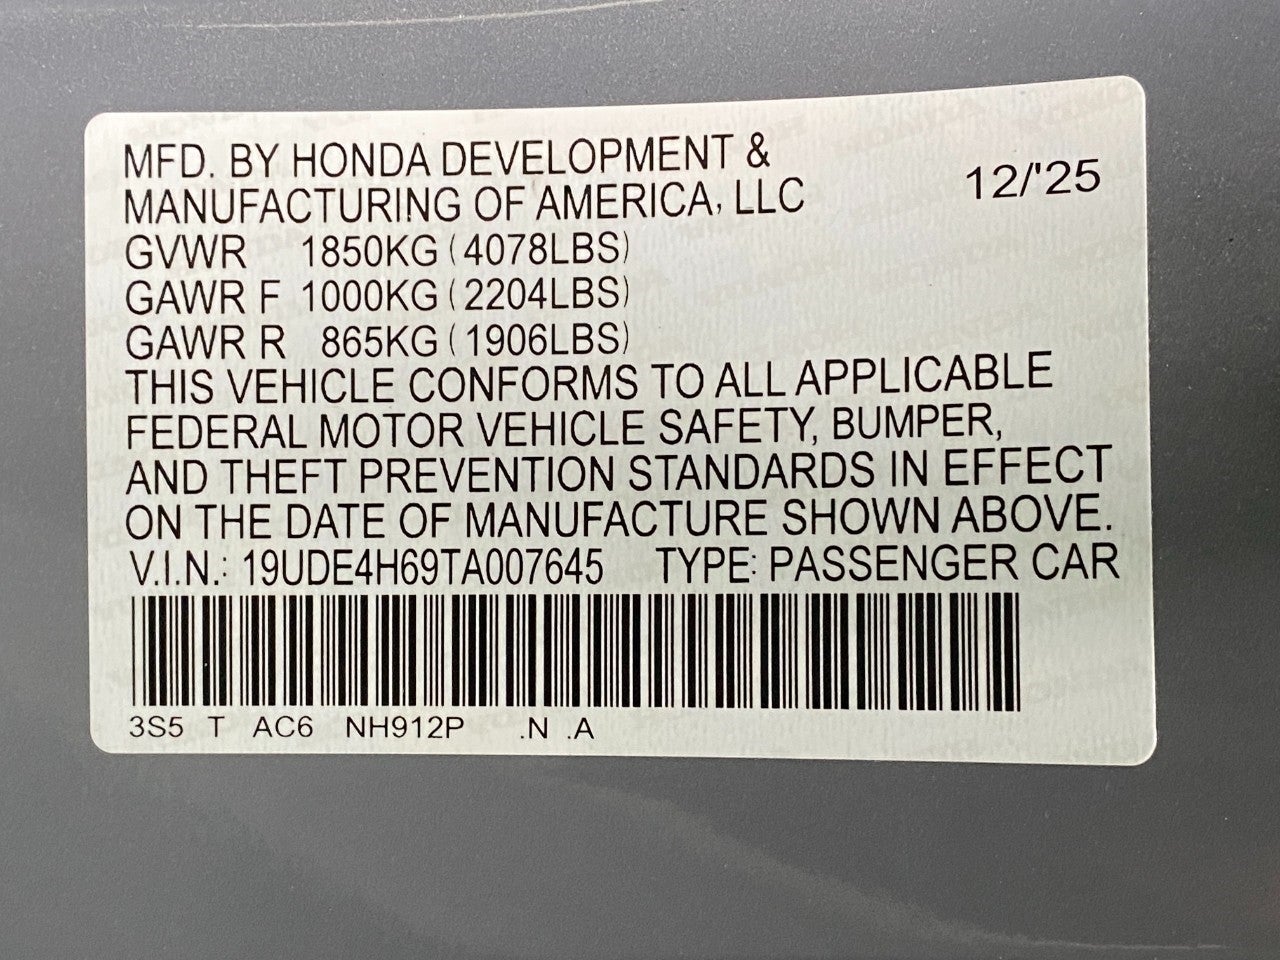 MFD. BY HONDA DEVELOPMENT &
MANUFACTURING OF AMERICA, LLC 12/'25
GVWR 1850KG (4078LBS)
GAWR F 1000KG (2204LBS)
GAWR R 865KG (1906LBS)
THIS VEHICLE CONFORMS TO ALL APPLICABLE
FEDERAL MOTOR VEHICLE SAFETY, BUMPER,
AND THEFT PREVENTION STANDARDS IN EFFECT
ON THE DATE OF MANUFACTURE SHOWN ABOVE.
V.I.N.: 19UDE4H69TA007645 TYPE: PASSENGER CAR
3S5 T AC6 NH912P .N .A